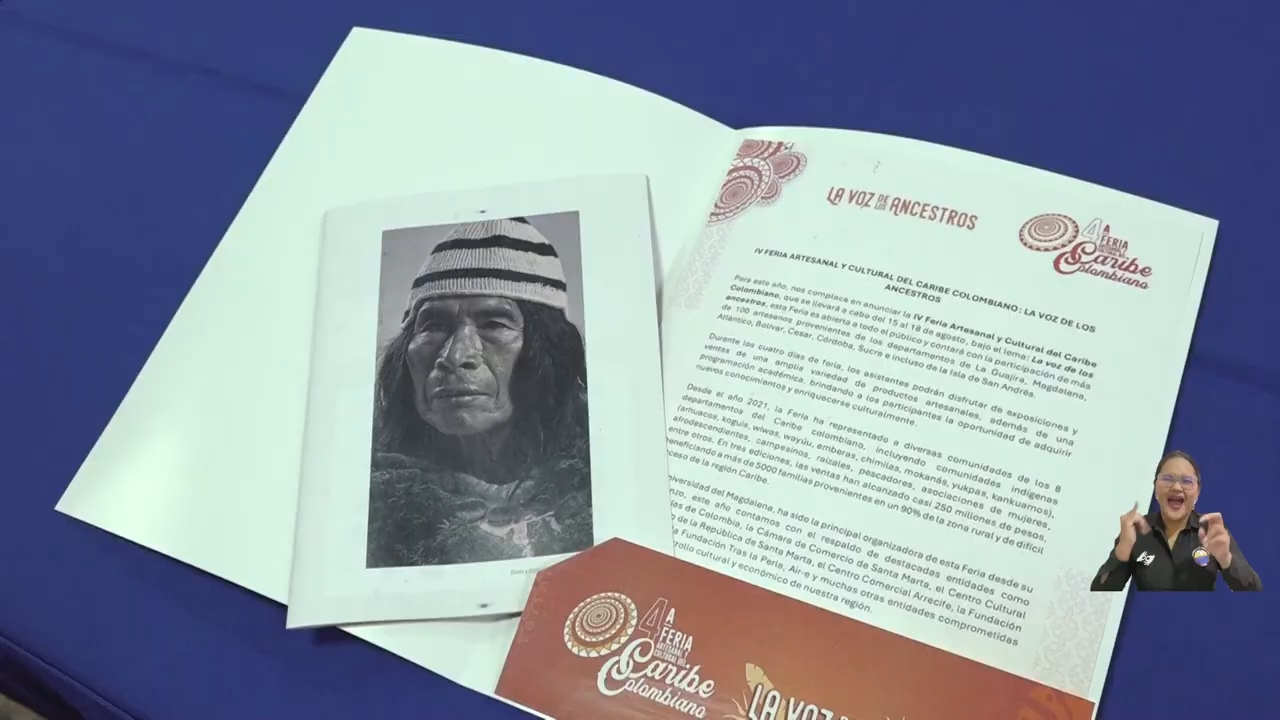 LA VOZ DE LOS ANCESTROS
4A FERIA ARTESANAL Y CULTURAL DEL Caribe Colombiano
IV FERIA ARTESANAL Y CULTURAL DEL CARIBE COLOMBIANO: LA VOZ DE LOS
ANCESTROS
Para este año, nos complace en anunciar la IV Feria Artesanal y Cultural del Caribe
Colombiano, que se llevará a cabo del 15 al 18 de agosto, bajo el lema: La voz de los
ancestros, esta Feria es abierta a todo el público y contará con la participación de más
de 100 artesanos provenientes de los departamentos de La Guajira, Magdalena,
Atlántico, Bolívar, Cesar, Córdoba, Sucre e incluso de la Isla de San Andrés.
Durante los cuatro días de feria, los asistentes podrán disfrutar de exposiciones y
ventas de una amplia variedad de productos artesanales, además de una
programación académica, brindando a los participantes la oportunidad de adquirir
nuevos conocimientos y enriquecerse culturalmente.
Desde el año 2021, la Feria ha representado a diversas comunidades de los 8
departamentos del Caribe colombiano, incluyendo comunidades indígenas
(arhuacos, koguis, wiwas, wayúu, emberas, chimilas, mokanás, yukpas, kankuamos),
afrodescendientes, campesinos, raizales, pescadores, asociaciones de mujeres,
entre otros. En tres ediciones, las ventas han alcanzado casi 250 millones de pesos,
beneficiando a más de 5000 familias provenientes en un 90% de la zona rural y de difícil
ceso de la región Caribe.
niversidad del Magdalena, ha sido la principal organizadora de esta Feria desde su
nzo, este año contamos con el respaldo de destacadas entidades como
ías de Colombia, la Cámara de Comercio de Santa Marta, el Centro Cultural
o de la República de Santa Marta, el Centro Comercial Arrecife, la Fundación
a Fundación Tras la Perla, Air-e y muchas otras entidades comprometidas
rrollo cultural y económico de nuestra región.
4A FERIA ARTESANAL Y CULTURAL DEL Caribe Colombiano
LA VOZ DE